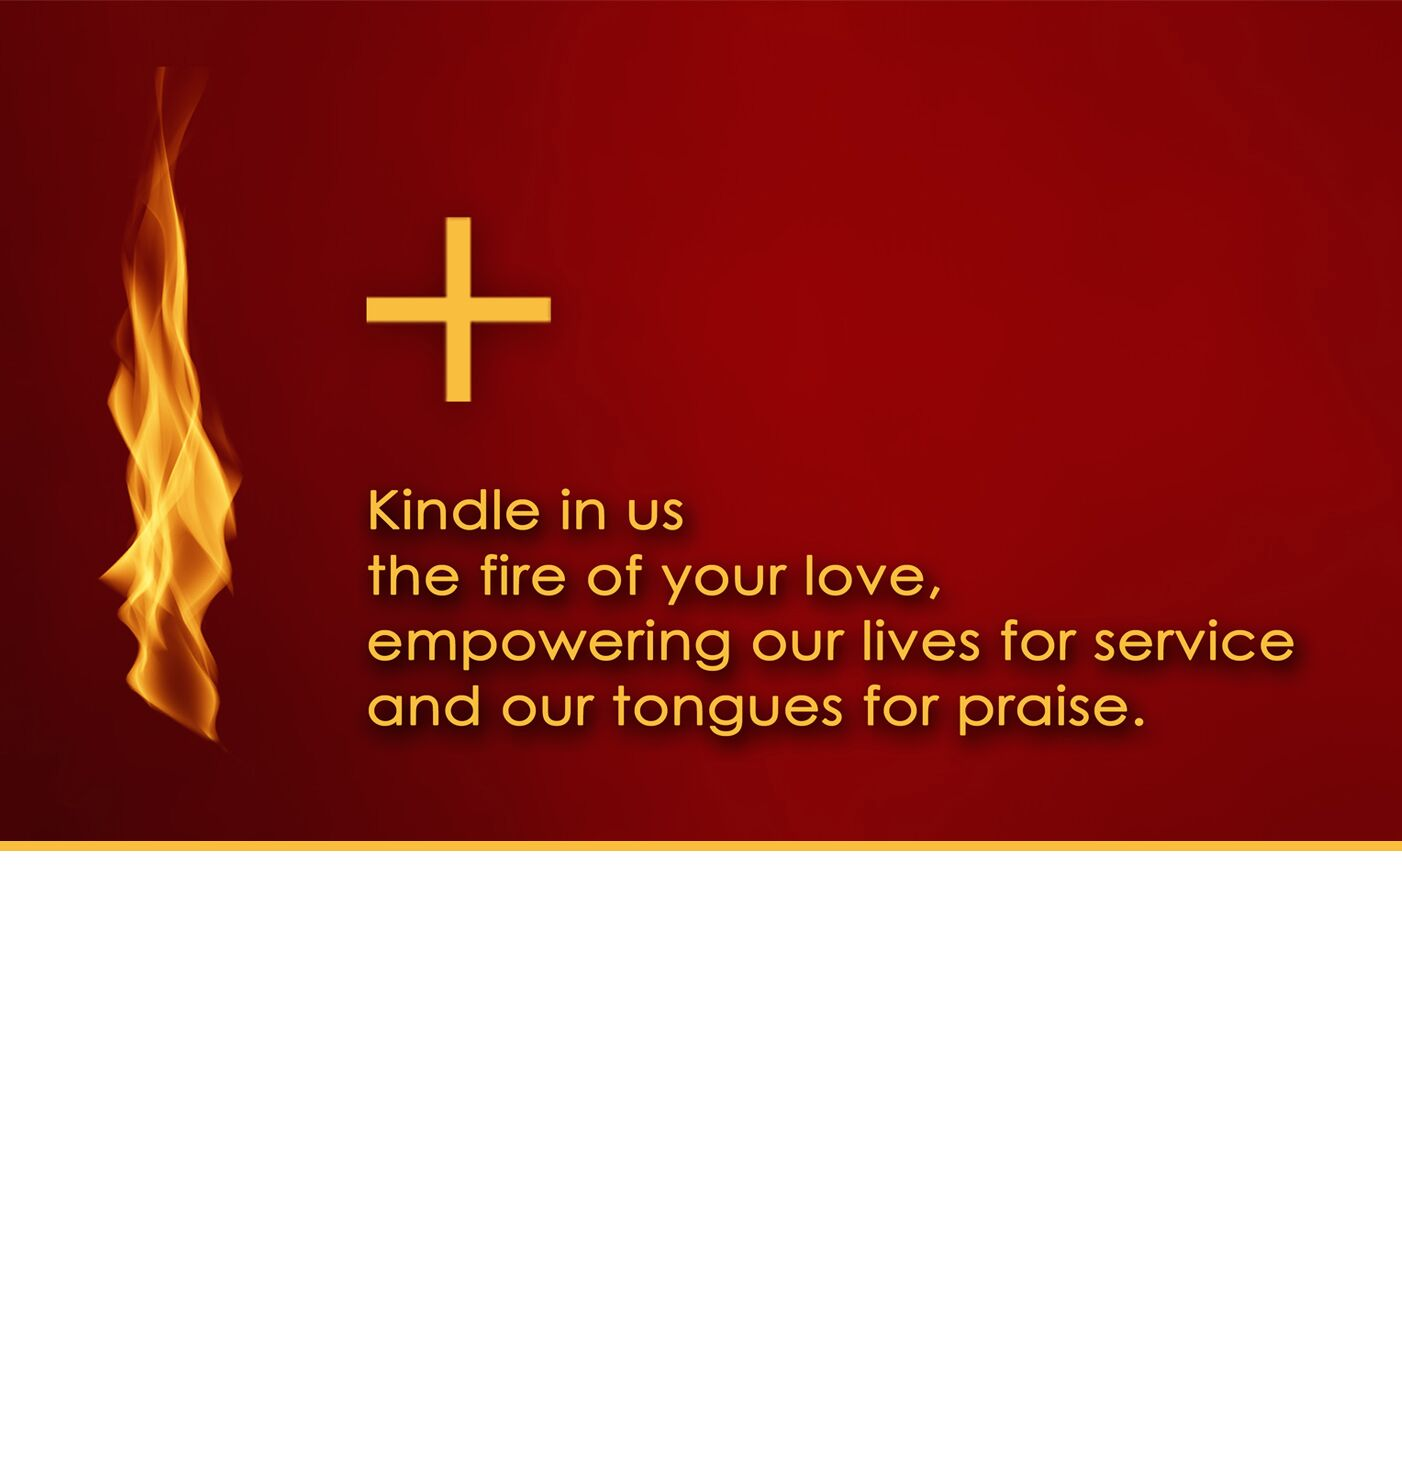 Kindle in us
the fire of your love,
empowering our lives for service
and our tongues for praise.